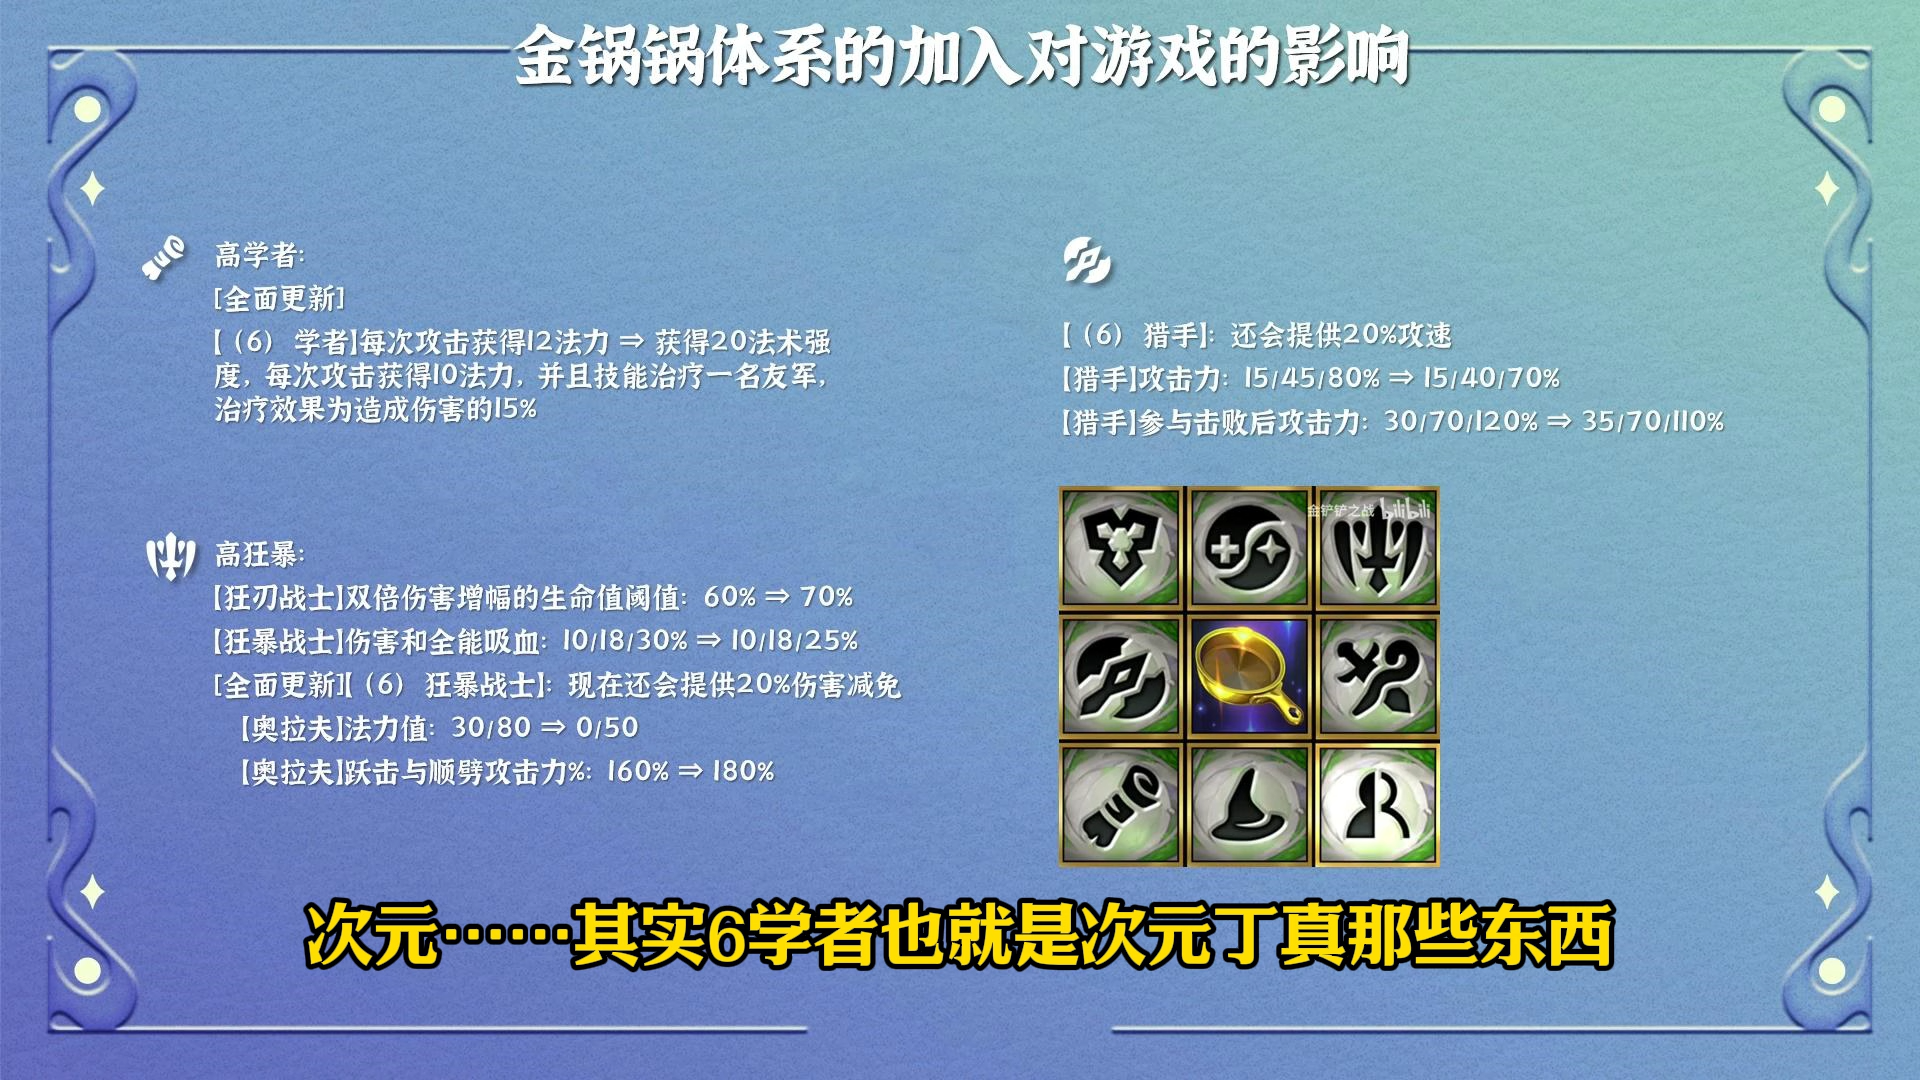 金锅锅体系的加入对游戏的影响
高学者:
[全面更新]
【（6） 学者】每次攻击获得12法力 ⇒ 获得20法术强
度, 每次攻击获得10法力, 并且技能治疗一名友军,
治疗效果为造成伤害的15%
高狂暴:
【狂刃战士】双倍伤害增幅的生命值阈值: 60% ⇒ 70%
【狂暴战士】伤害和全能吸血: 10/18/30% ⇒ 10/18/25%
[全面更新]【（6） 狂暴战士】: 现在还会提供20%伤害减免
【奥拉夫】法力值: 30/80 ⇒ 0/50
【奥拉夫】跃击与顺劈攻击力%: 160% ⇒ 180%
【（6） 猎手】: 还会提供20%攻速
【猎手】攻击力: 15/45/80% ⇒ 15/40/70%
【猎手】参与击败后攻击力: 30/70/120% ⇒ 35/70/110%
金铲铲之战 bilibili
次元……其实6学者也就是次元丁真那些东西